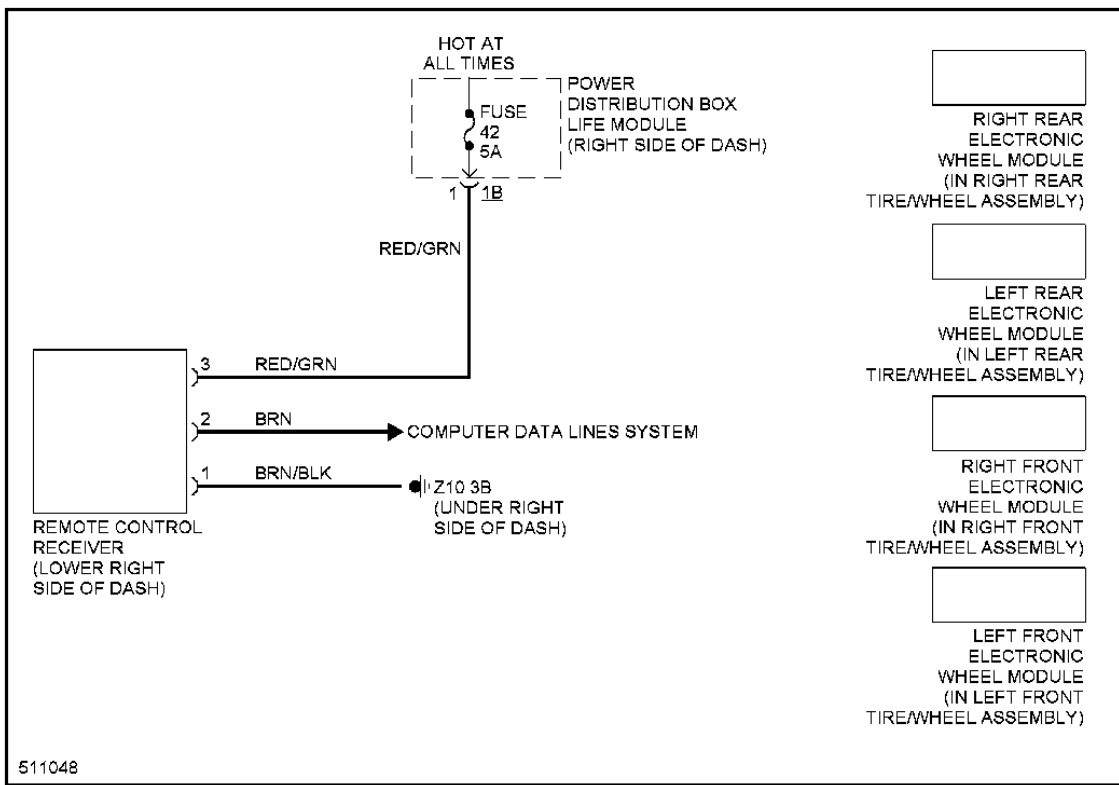 HOT AT
ALL TIMES
FUSE
42
5A
POWER
DISTRIBUTION BOX
LIFE MODULE
(RIGHT SIDE OF DASH)
1 1B
RED/GRN
3 RED/GRN
2 BRN
COMPUTER DATA LINES SYSTEM
1 BRN/BLK
Z10 3B
(UNDER RIGHT
SIDE OF DASH)
REMOTE CONTROL
RECEIVER
(LOWER RIGHT
SIDE OF DASH)
RIGHT REAR
ELECTRONIC
WHEEL MODULE
(IN RIGHT REAR
TIRE/WHEEL ASSEMBLY)
LEFT REAR
ELECTRONIC
WHEEL MODULE
(IN LEFT REAR
TIRE/WHEEL ASSEMBLY)
RIGHT FRONT
ELECTRONIC
WHEEL MODULE
(IN RIGHT FRONT
TIRE/WHEEL ASSEMBLY)
LEFT FRONT
ELECTRONIC
WHEEL MODULE
(IN LEFT FRONT
TIRE/WHEEL ASSEMBLY)
511048